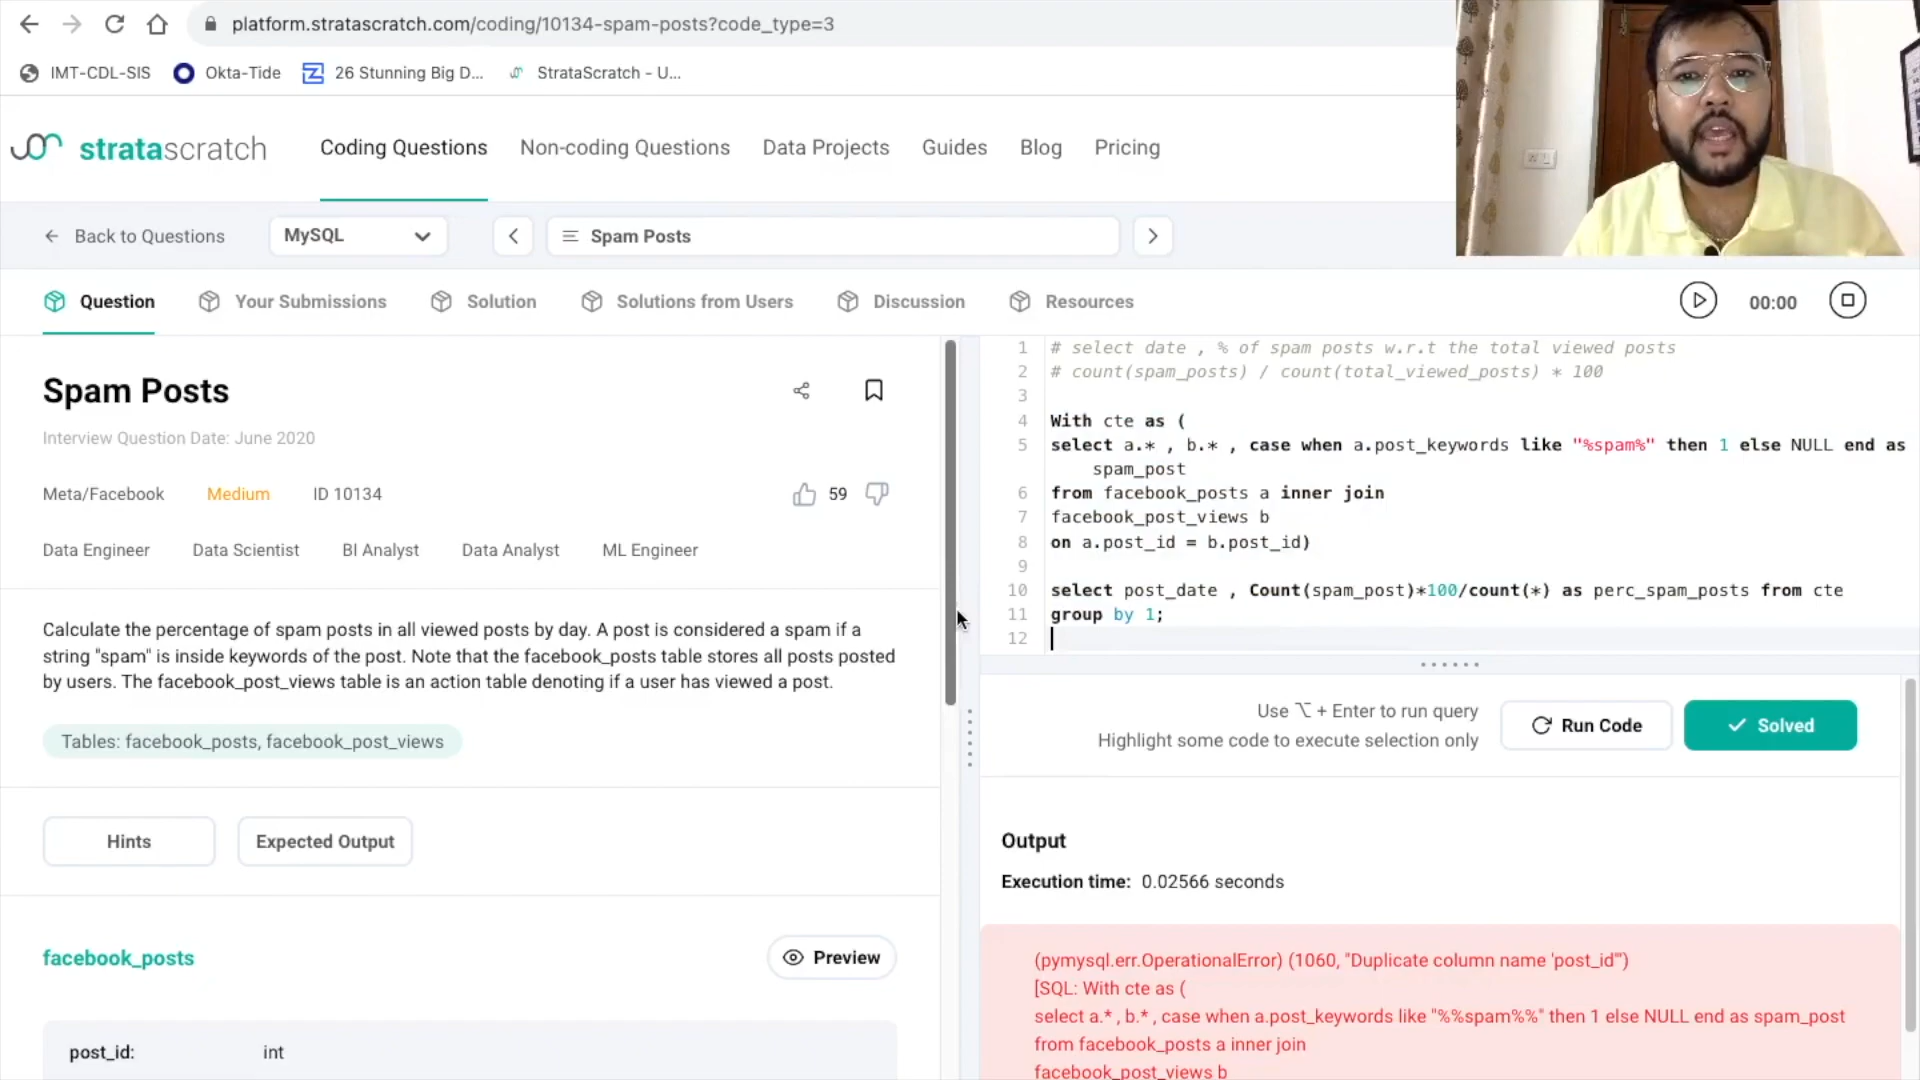 platform.stratascratch.com/coding/10134-spam-posts?code_type=3
IMT-CDL-SIS Okta-Tide 26 Stunning Big D... StrataScratch - U...
stratascratch Coding Questions Non-coding Questions Data Projects Guides Blog Pricing
Back to Questions MySQL Spam Posts
Question Your Submissions Solution Solutions from Users Discussion Resources 00:00
Spam Posts
Interview Question Date: June 2020
Meta/Facebook Medium ID 10134 59
Data Engineer Data Scientist BI Analyst Data Analyst ML Engineer
Calculate the percentage of spam posts in all viewed posts by day. A post is considered a spam if a
string "spam" is inside keywords of the post. Note that the facebook_posts table stores all posts posted
by users. The facebook_post_views table is an action table denoting if a user has viewed a post.
Tables: facebook_posts, facebook_post_views
Hints Expected Output
facebook_posts Preview
post_id: int
1 # select date , % of spam posts w.r.t the total viewed posts
2 # count(spam_posts) / count(total_viewed_posts) * 100
3
4 With cte as (
5 select a.* , b.* , case when a.post_keywords like "%spam%" then 1 else NULL end as
spam_post
6 from facebook_posts a inner join
7 facebook_post_views b
8 on a.post_id = b.post_id)
9
10 select post_date , Count(spam_post)*100/count(*) as perc_spam_posts from cte
11 group by 1;
12
Use ⌥ + Enter to run query
Highlight some code to execute selection only
Run Code Solved
Output
Execution time: 0.02566 seconds
(pymysql.err.OperationalError) (1060, "Duplicate column name 'post_id'")
[SQL: With cte as (
select a.* , b.* , case when a.post_keywords like "%%spam%%" then 1 else NULL end as spam_post
from facebook_posts a inner join
facebook_post_views b